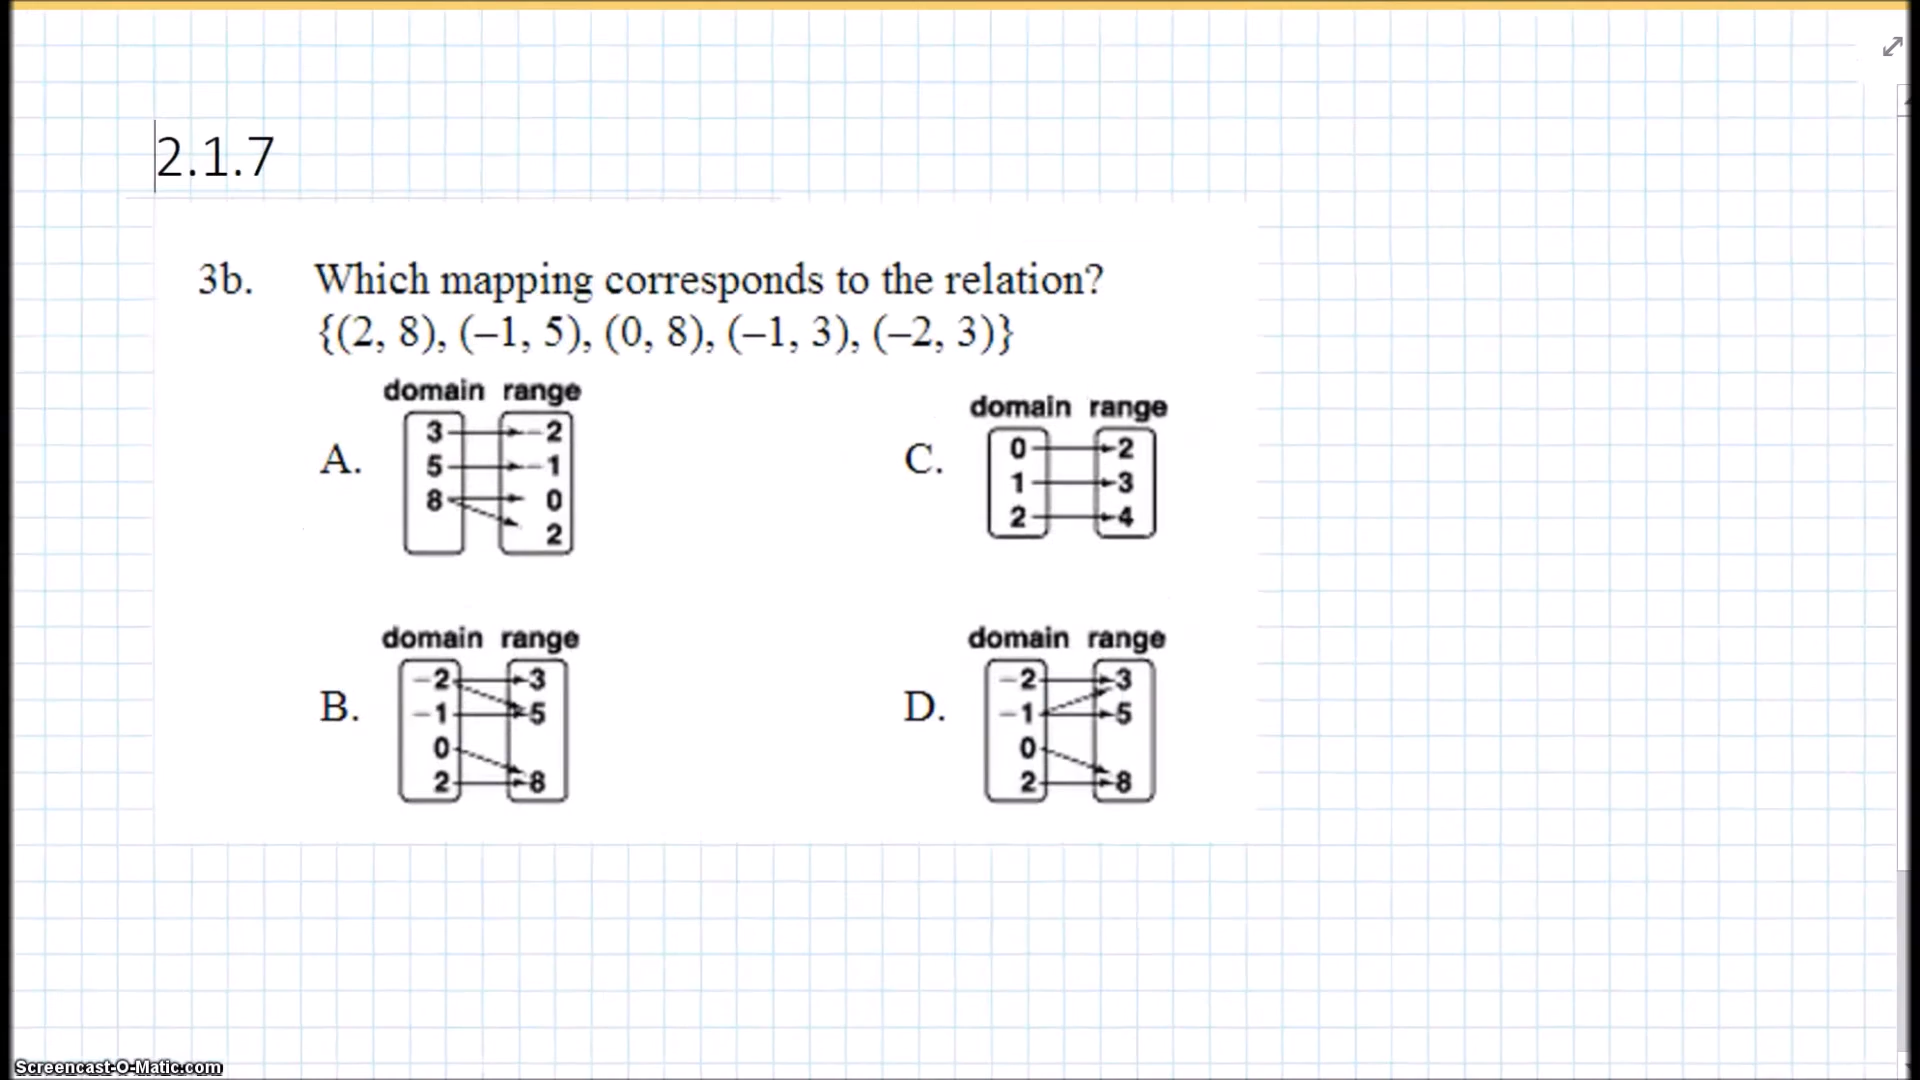 2.1.7
3b. Which mapping corresponds to the relation?
{(2, 8), (–1, 5), (0, 8), (–1, 3), (–2, 3)}
A.
domain range
3 -2
5 -1
8 0
2
C.
domain range
0 2
1 3
2 4
B.
domain range
-2 3
-1 5
0
2 8
D.
domain range
-2 3
-1 5
0
2 8
Screencast-O-Matic.com